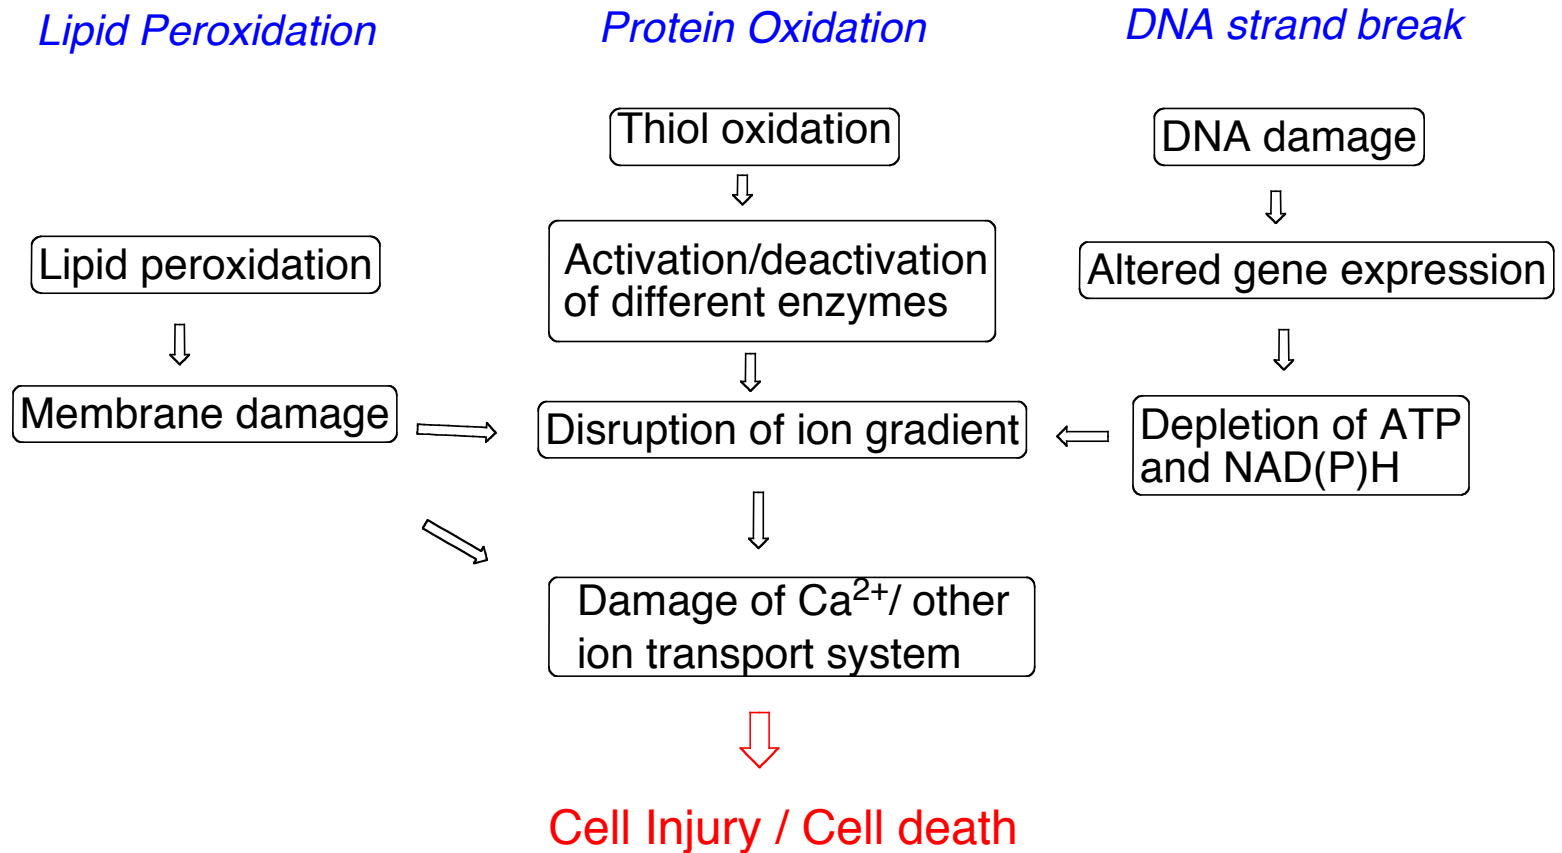 Lipid Peroxidation
Protein Oxidation
DNA strand break
Thiol oxidation
DNA damage
Lipid peroxidation
Activation/deactivation
of different enzymes
Altered gene expression
Membrane damage
Disruption of ion gradient
Depletion of ATP
and NAD(P)H
Damage of Ca²⁺/ other
ion transport system
Cell Injury / Cell death